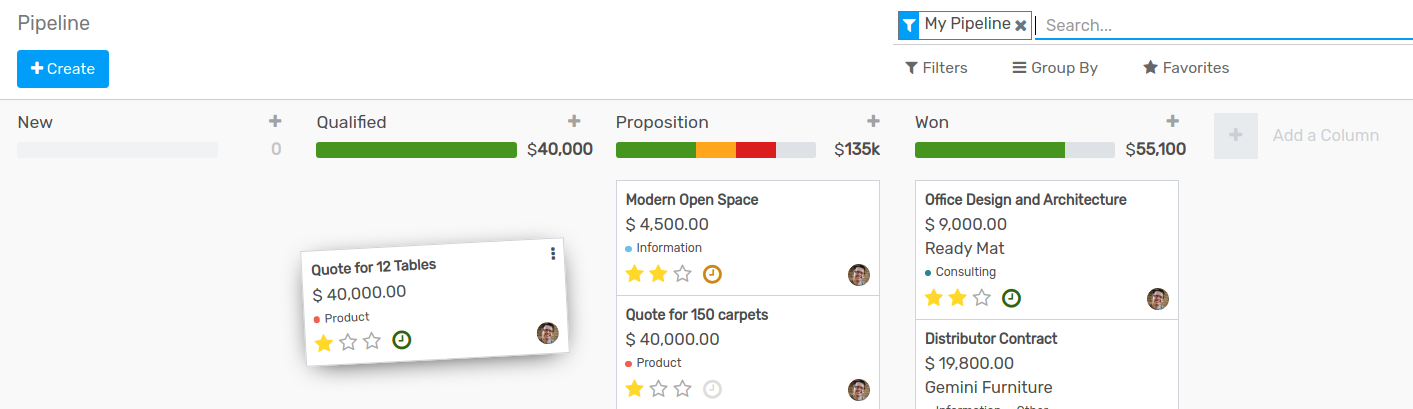 Pipeline
My Pipeline
Search...
Create
Filters
Group By
Favorites
New
0
Qualified
$40,000
Proposition
$135k
Won
$55,100
Add a Column
Quote for 12 Tables
$ 40,000.00
Product
Modern Open Space
$ 4,500.00
Information
Quote for 150 carpets
$ 40,000.00
Product
Office Design and Architecture
$ 9,000.00
Ready Mat
Consulting
Distributor Contract
$ 19,800.00
Gemini Furniture
Information Other